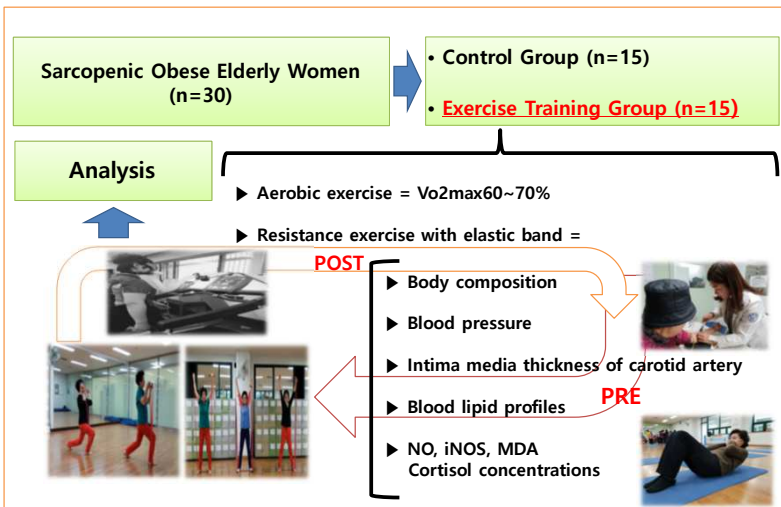 Sarcopenic Obese Elderly Women
(n=30)
• Control Group (n=15)
• Exercise Training Group (n=15)
Analysis
▶ Aerobic exercise = Vo2max60~70%
▶ Resistance exercise with elastic band =
POST
▶ Body composition
▶ Blood pressure
▶ Intima media thickness of carotid artery
▶ Blood lipid profiles
PRE
▶ NO, iNOS, MDA
Cortisol concentrations